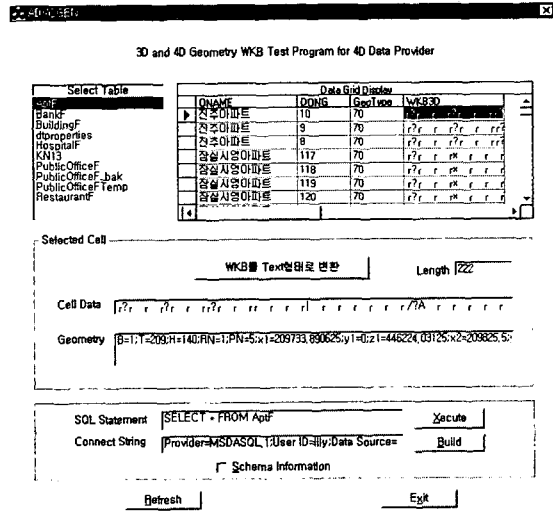 3D and 4D Geometry WKB Test Program for 4D Data Provider
Select Table
AptF
BankF
BuildingF
dtproperties
HospitalF
KN13
PublicOfficeF
PublicOfficeF_bak
PublicOfficeFTemp
RestaurantF
Data Grid Display
ONAME DONG GeoType WKB3D
진주아파트 10 70
진주아파트 9 70
진주아파트 8 70
잠실시영아파트 117 70
잠실시영아파트 118 70
잠실시영아파트 119 70
잠실시영아파트 120 70
Selected Cell
WKB를 Text형태로 변환
Length 222
Cell Data
Geometry B=1;T=209;H=140;RN=1;PN=5;x1=209733,890625;y1=0;z1=446224,03125;x2=209825,5;
SQL Statement SELECT * FROM AptF Xecute
Connect String Provider=MSDASQL,1;User ID=lily;Data Source= Build
Schema Information
Refresh Exit